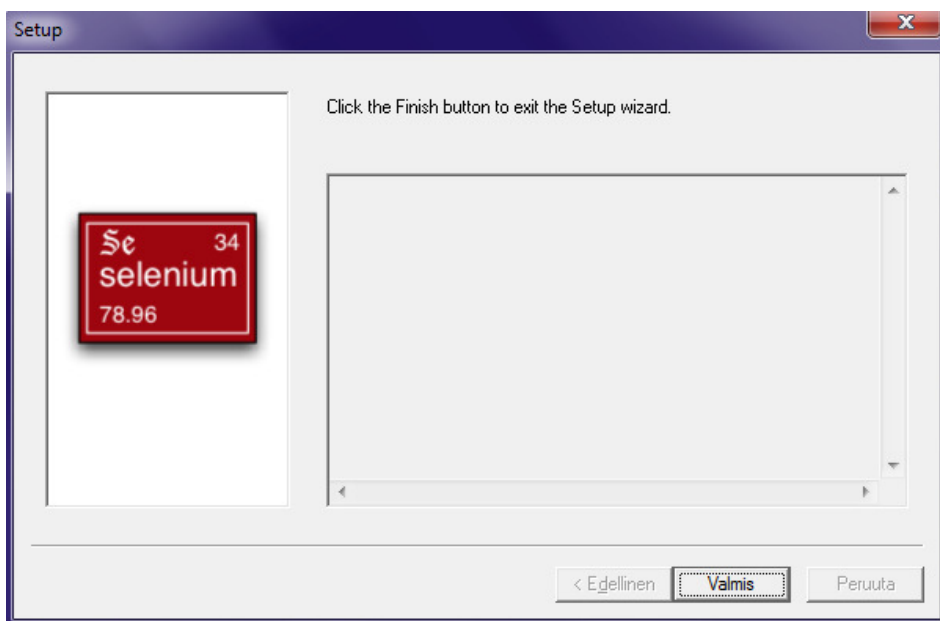 Setup
Click the Finish button to exit the Setup wizard.
Se 34
selenium
78.96
< Edellinen Valmis Peruuta